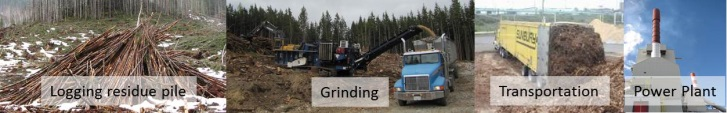 Logging residue pile
Grinding
Transportation
Power Plant